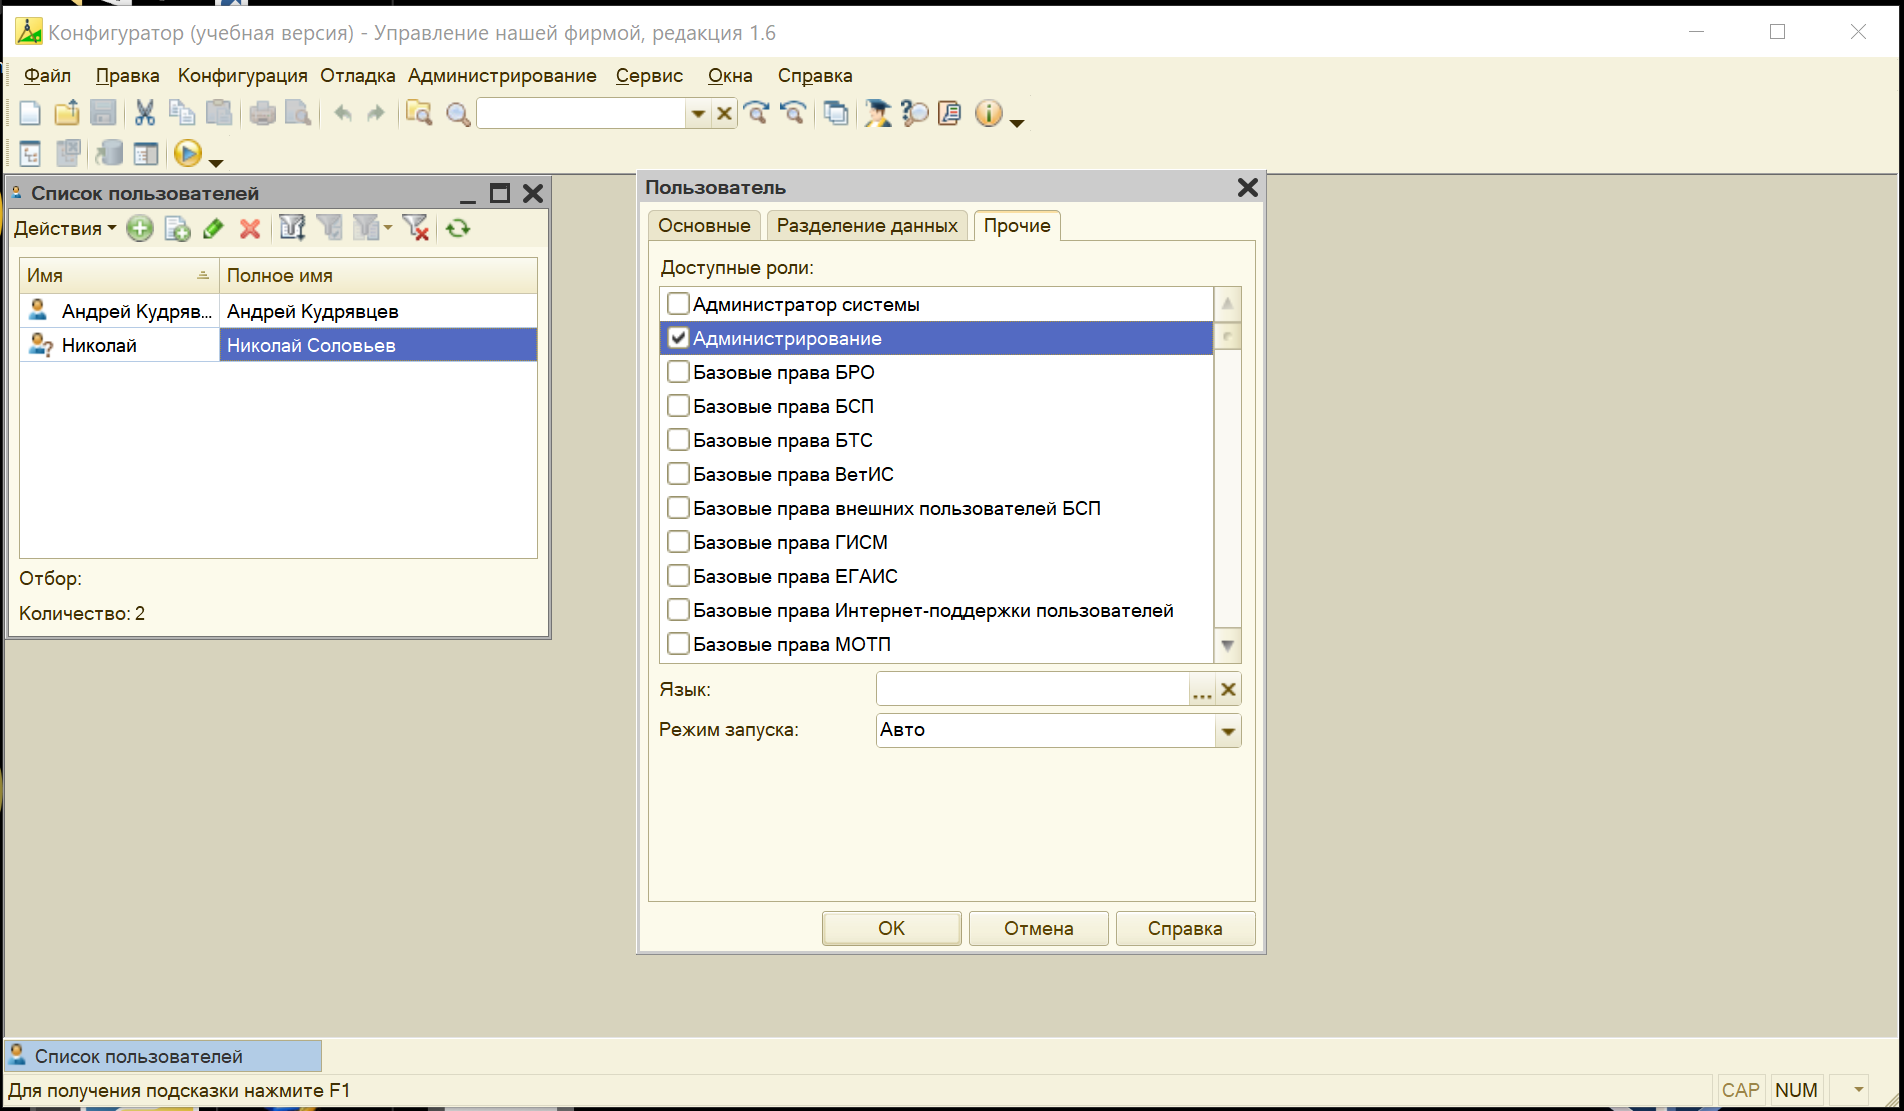 Конфигуратор (учебная версия) - Управление нашей фирмой, редакция 1.6
Файл Правка Конфигурация Отладка Администрирование Сервис Окна Справка
Список пользователей
Действия
Имя Полное имя
Андрей Кудряв... Андрей Кудрявцев
Николай Николай Соловьев
Отбор:
Количество: 2
Пользователь
Основные Разделение данных Прочие
Доступные роли:
Администратор системы
Администрирование
Базовые права БРО
Базовые права БСП
Базовые права БТС
Базовые права ВетИС
Базовые права внешних пользователей БСП
Базовые права ГИСМ
Базовые права ЕГАИС
Базовые права Интернет-поддержки пользователей
Базовые права МОТП
Язык:
Режим запуска: Авто
ОК Отмена Справка
Список пользователей
Для получения подсказки нажмите F1
CAP NUM